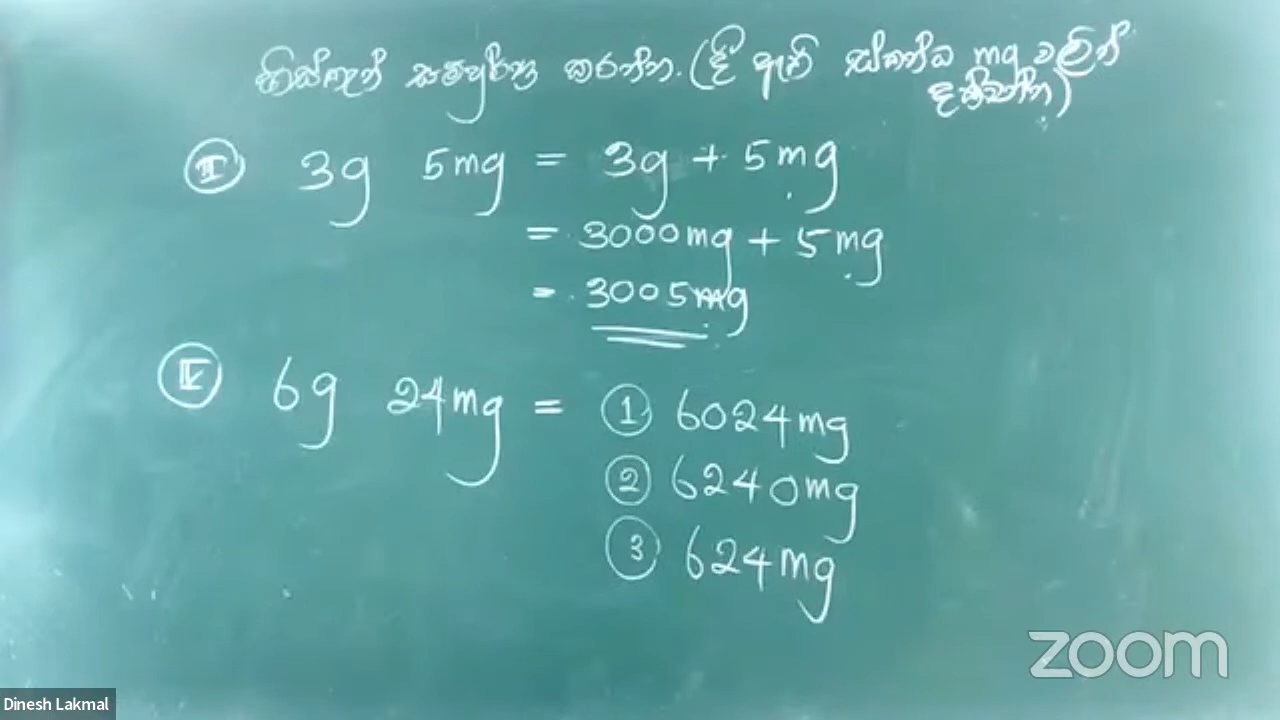 හිස්තැන් සම්පූර්ණ කරන්න. (දී ඇති ස්කන්ධ mg වලින්
දක්වන්න)
I 3g 5mg = 3g + 5mg
= 3000mg + 5mg
= 3005mg
II 6g 24mg = 1 6024mg
2 6240mg
3 624mg
zoom
Dinesh Lakmal